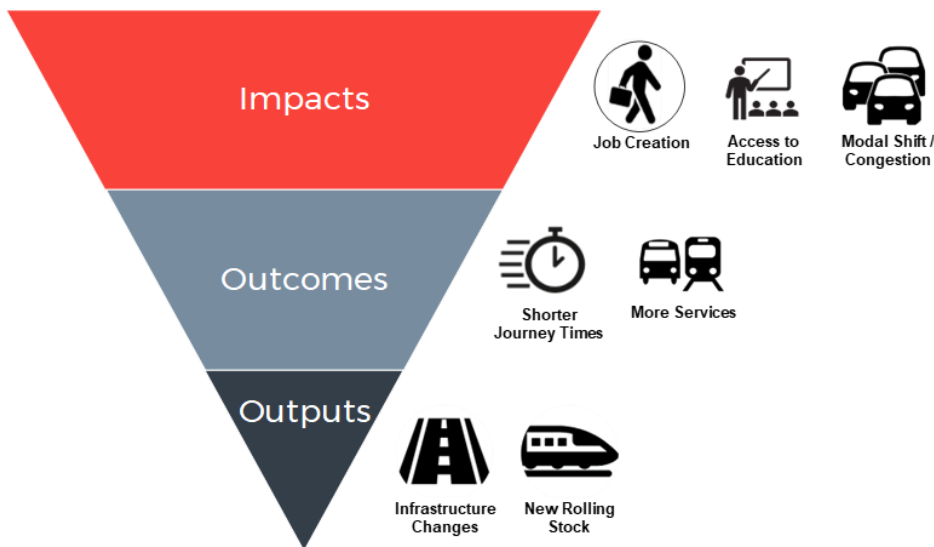 Impacts
Job Creation
Access to
Education
Modal Shift /
Congestion
Outcomes
Shorter
Journey Times
More Services
Outputs
Infrastructure
Changes
New Rolling
Stock